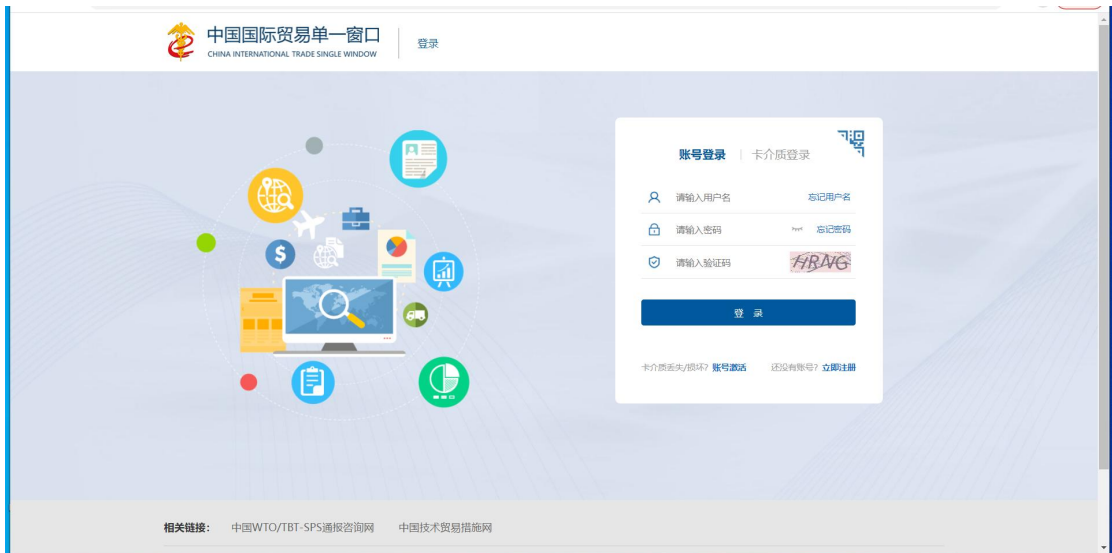 中国国际贸易单一窗口
CHINA INTERNATIONAL TRADE SINGLE WINDOW
登录
账号登录 卡介质登录
请输入用户名 忘记用户名
请输入密码 忘记密码
请输入验证码 HRNG
登 录
卡介质丢失/损坏? 账号激活 还没有账号? 立即注册
相关链接: 中国WTO/TBT-SPS通报咨询网 中国技术贸易措施网